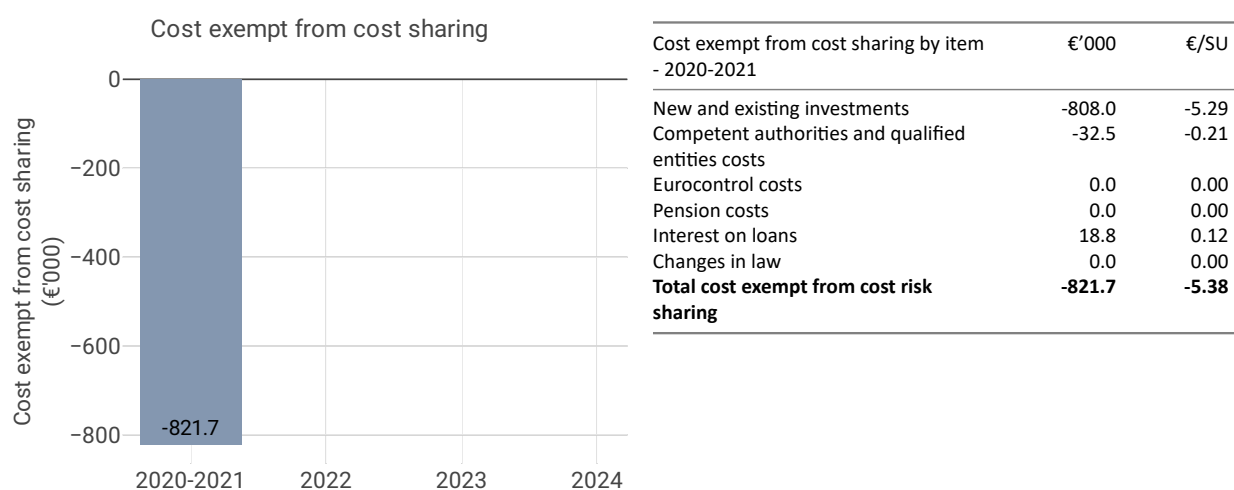 Cost exempt from cost sharing
Cost exempt from cost sharing
(€'000)
0
−200
−400
−600
−800
-821.7
2020-2021 2022 2023 2024
Cost exempt from cost sharing by item €’000 €/SU
- 2020-2021
New and existing investments -808.0 -5.29
Competent authorities and qualified -32.5 -0.21
entities costs
Eurocontrol costs 0.0 0.00
Pension costs 0.0 0.00
Interest on loans 18.8 0.12
Changes in law 0.0 0.00
Total cost exempt from cost risk -821.7 -5.38
sharing